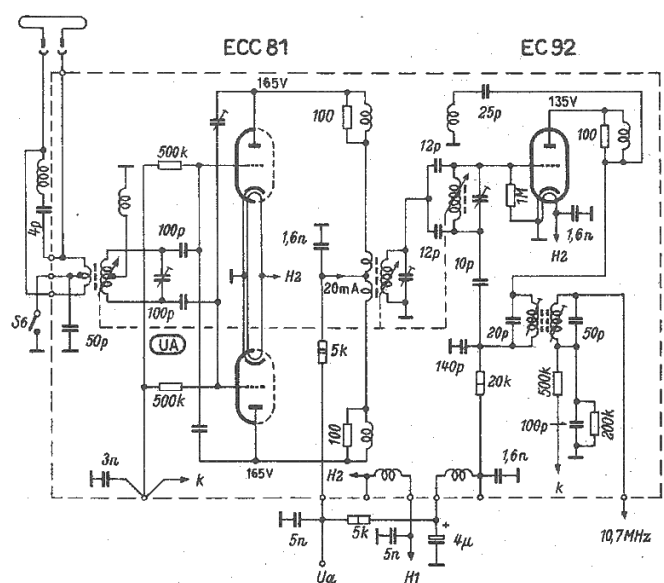 ECC 81
EC 92
165V
135V
25p
100
100
500k
12p
4p
1M
1,6n
1,6n
100p
12p
10p
H2
H2
20mA
100p
S6
50p
UA
20p
50p
5k
140p
20k
500k
500k
100
100p
200k
165V
3n
k
H2
1,6n
k
5n
5k
5n
4µ
+
10,7MHz
Ua
H1